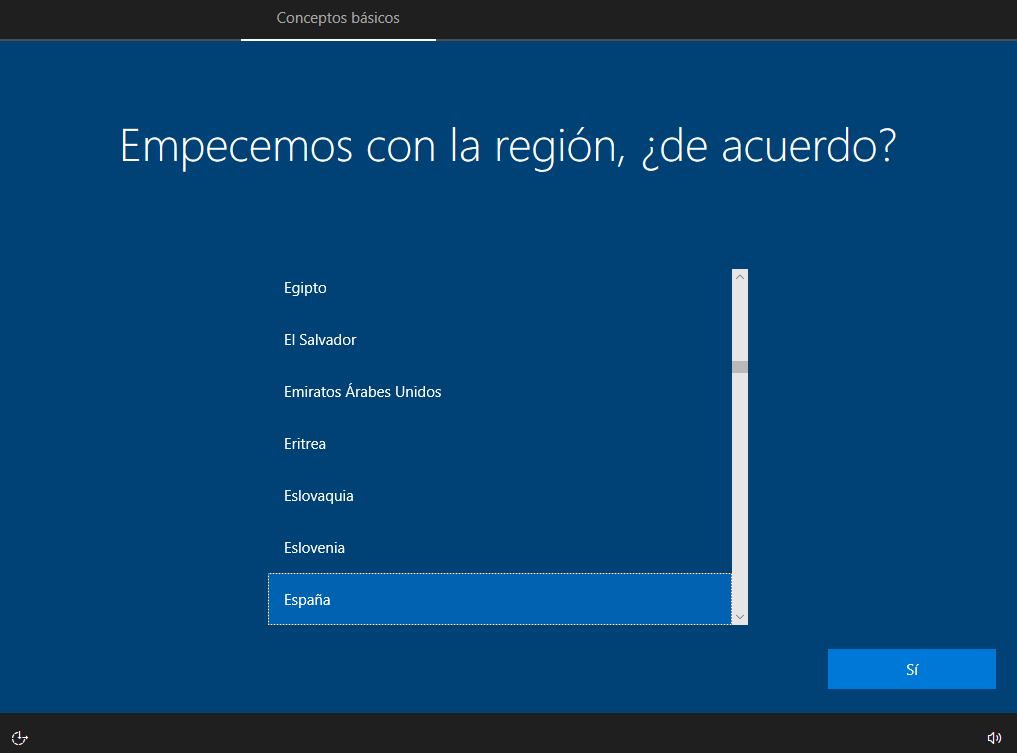 Conceptos básicos
Empecemos con la región, ¿de acuerdo?
Egipto
El Salvador
Emiratos Árabes Unidos
Eritrea
Eslovaquia
Eslovenia
España
Sí